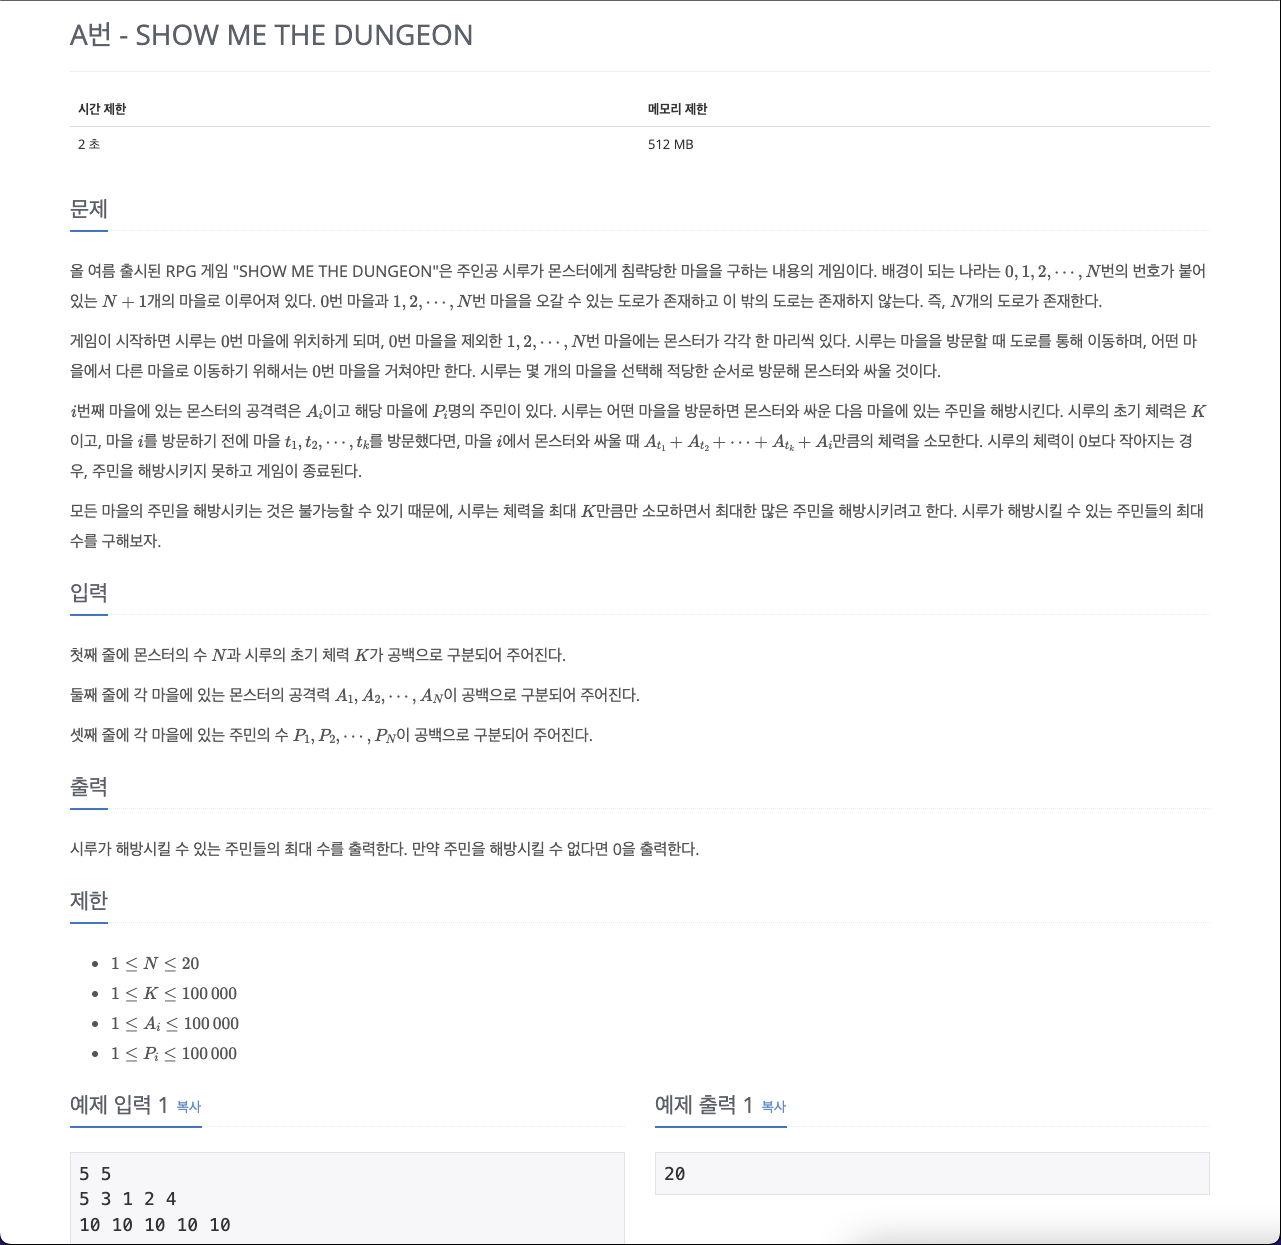 A번 - SHOW ME THE DUNGEON
시간 제한 메모리 제한
2 초 512 MB
문제
올 여름 출시된 RPG 게임 "SHOW ME THE DUNGEON"은 주인공 시루가 몬스터에게 침략당한 마을을 구하는 내용의 게임이다. 배경이 되는 나라는 0, 1, 2, ⋯, N번의 번호가 붙어
있는 N + 1개의 마을로 이루어져 있다. 0번 마을과 1, 2, ⋯, N번 마을을 오갈 수 있는 도로가 존재하고 이 밖의 도로는 존재하지 않는다. 즉, N개의 도로가 존재한다.
게임이 시작하면 시루는 0번 마을에 위치하게 되며, 0번 마을을 제외한 1, 2, ⋯, N번 마을에는 몬스터가 각각 한 마리씩 있다. 시루는 마을을 방문할 때 도로를 통해 이동하며, 어떤 마
을에서 다른 마을로 이동하기 위해서는 0번 마을을 거쳐야만 한다. 시루는 몇 개의 마을을 선택해 적당한 순서로 방문해 몬스터와 싸울 것이다.
i번째 마을에 있는 몬스터의 공격력은 A_i이고 해당 마을에 P_i명의 주민이 있다. 시루는 어떤 마을을 방문하면 몬스터와 싸운 다음 마을에 있는 주민을 해방시킨다. 시루의 초기 체력은 K
이고, 마을 i를 방문하기 전에 마을 t_1, t_2, ⋯, t_k를 방문했다면, 마을 i에서 몬스터와 싸울 때 A_{t_1} + A_{t_2} + ⋯ + A_{t_k} + A_i만큼의 체력을 소모한다. 시루의 체력이 0보다 작아지는 경
우, 주민을 해방시키지 못하고 게임이 종료된다.
모든 마을의 주민을 해방시키는 것은 불가능할 수 있기 때문에, 시루는 체력을 최대 K만큼만 소모하면서 최대한 많은 주민을 해방시키려고 한다. 시루가 해방시킬 수 있는 주민들의 최대
수를 구해보자.
입력
첫째 줄에 몬스터의 수 N과 시루의 초기 체력 K가 공백으로 구분되어 주어진다.
둘째 줄에 각 마을에 있는 몬스터의 공격력 A_1, A_2, ⋯, A_N이 공백으로 구분되어 주어진다.
셋째 줄에 각 마을에 있는 주민의 수 P_1, P_2, ⋯, P_N이 공백으로 구분되어 주어진다.
출력
시루가 해방시킬 수 있는 주민들의 최대 수를 출력한다. 만약 주민을 해방시킬 수 없다면 0을 출력한다.
제한
• 1 ≤ N ≤ 20
• 1 ≤ K ≤ 100 000
• 1 ≤ A_i ≤ 100 000
• 1 ≤ P_i ≤ 100 000
예제 입력 1 복사
5 5
5 3 1 2 4
10 10 10 10 10
예제 출력 1 복사
20